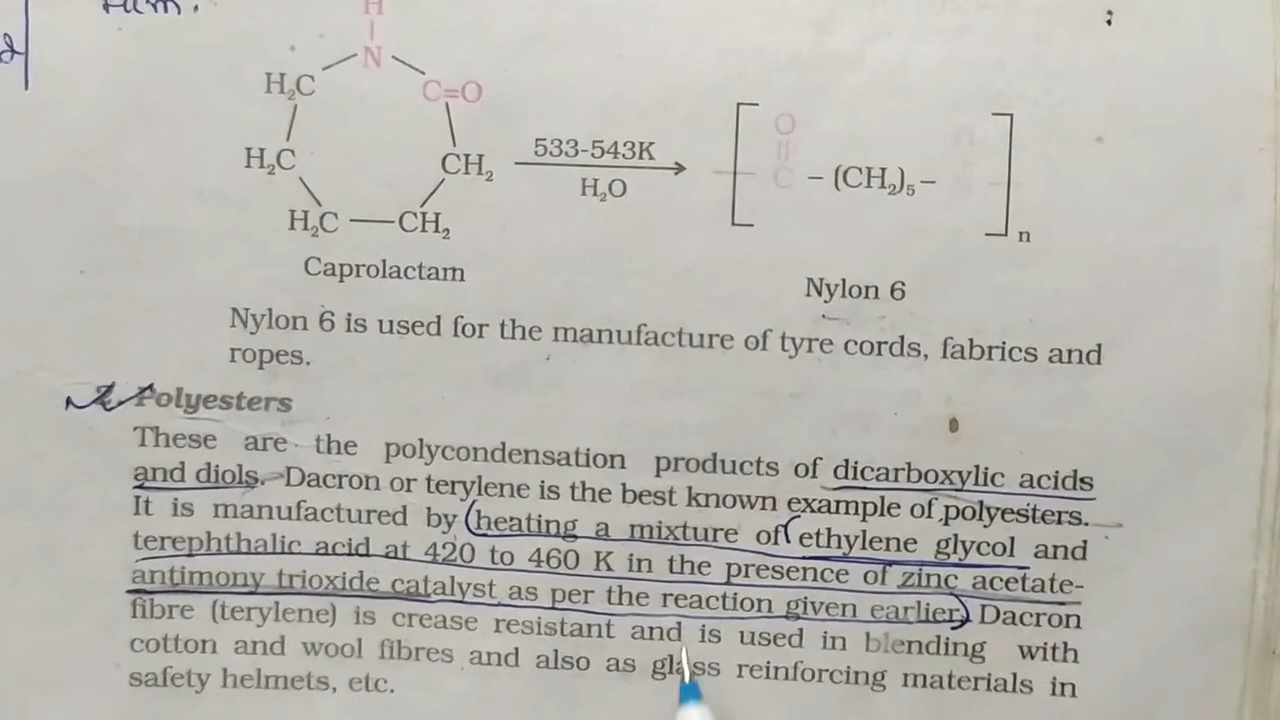 H
N
H₂C
C=O
H₂C
CH₂
533-543K
H₂O
H₂C — CH₂
O
C – (CH₂)₅ –
n
Caprolactam
Nylon 6
Nylon 6 is used for the manufacture of tyre cords, fabrics and
ropes.
Polyesters
These are the polycondensation products of dicarboxylic acids
and diols. Dacron or terylene is the best known example of polyesters.
It is manufactured by (heating a mixture of (ethylene glycol and
terephthalic acid at 420 to 460 K in the presence of zinc acetate-
antimony trioxide catalyst as per the reaction given earlier.) Dacron
fibre (terylene) is crease resistant and is used in blending with
cotton and wool fibres and also as glass reinforcing materials in
safety helmets, etc.